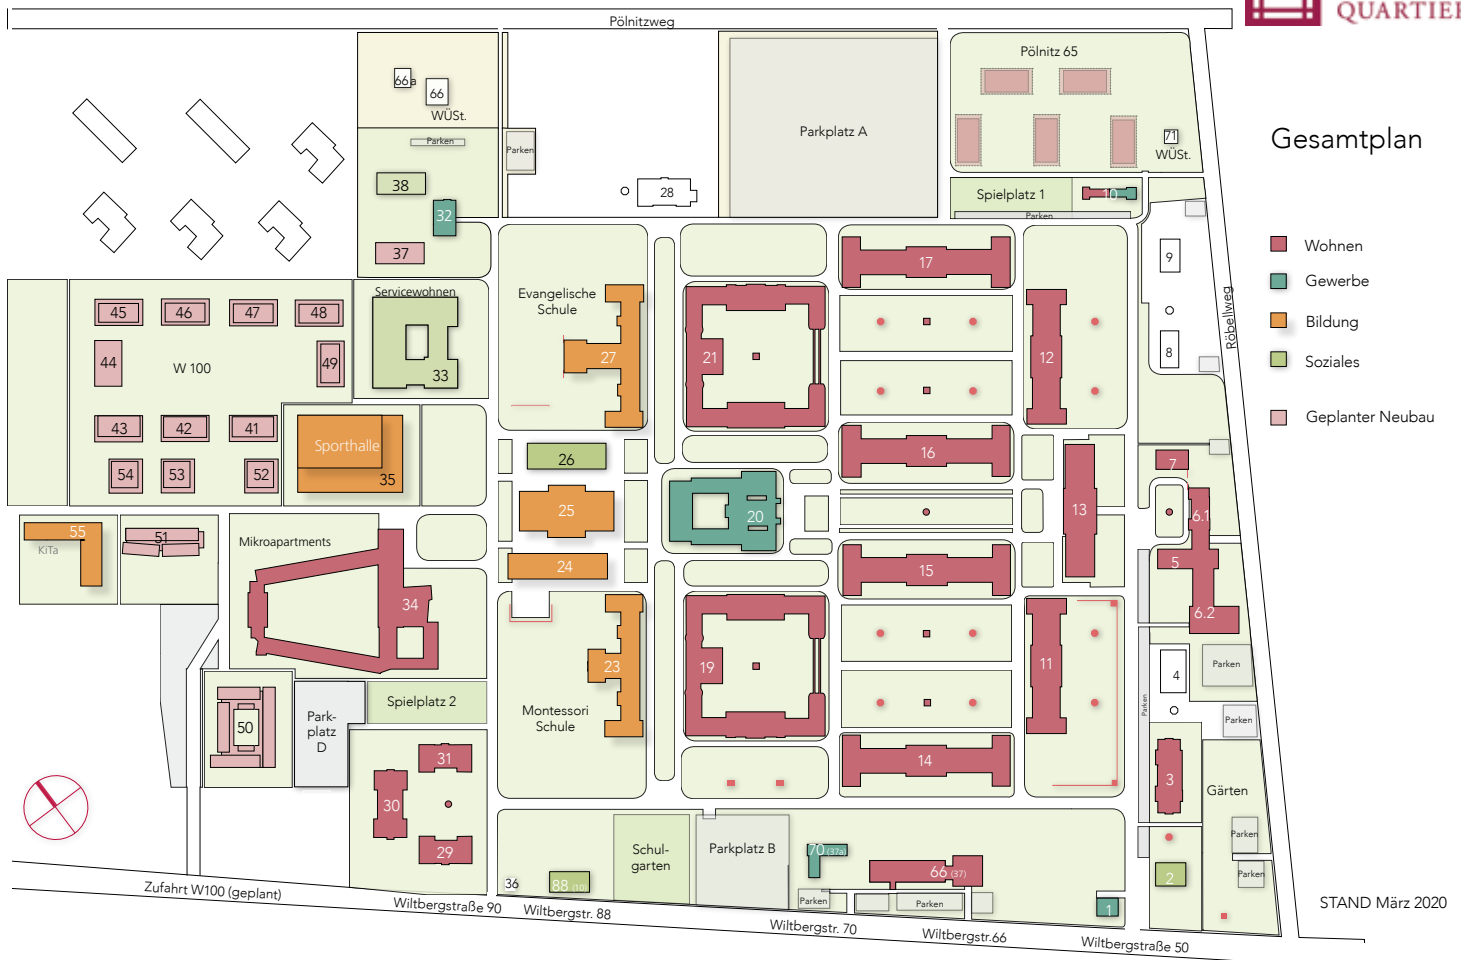 Pölnitzweg
QUARTIER
66a
66
WÜSt.
Parken
Parken
38
32
37
28
Parkplatz A
Pölnitz 65
71
WÜSt.
Spielplatz 1
10
Parken
Gesamtplan
Wohnen
Gewerbe
Bildung
Soziales
Geplanter Neubau
9
8
Röbellweg
Servicewohnen
33
45
46
47
48
44
W 100
49
43
42
41
54
53
52
Sporthalle
35
Evangelische
Schule
27
26
25
24
23
Montessori
Schule
21
20
19
17
16
15
14
12
13
11
7
6.1
5
6.2
4
Parken
Parken
Parken
3
Gärten
Parken
Parken
2
1
55
KiTa
51
Mikroapartments
34
50
Park-
platz
D
Spielplatz 2
31
30
29
36
88 (10)
Schul-
garten
Parkplatz B
70 (37a)
66 (37)
Parken
Parken
Zufahrt W100 (geplant)
Wiltbergstraße 90
Wiltbergstr. 88
Wiltbergstr. 70
Wiltbergstr.66
Wiltbergstraße 50
STAND März 2020